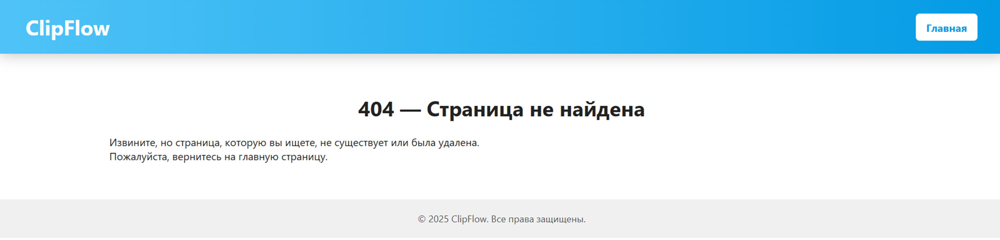 ClipFlow
Главная
404 — Страница не найдена
Извините, но страница, которую вы ищете, не существует или была удалена.
Пожалуйста, вернитесь на главную страницу.
© 2025 ClipFlow. Все права защищены.